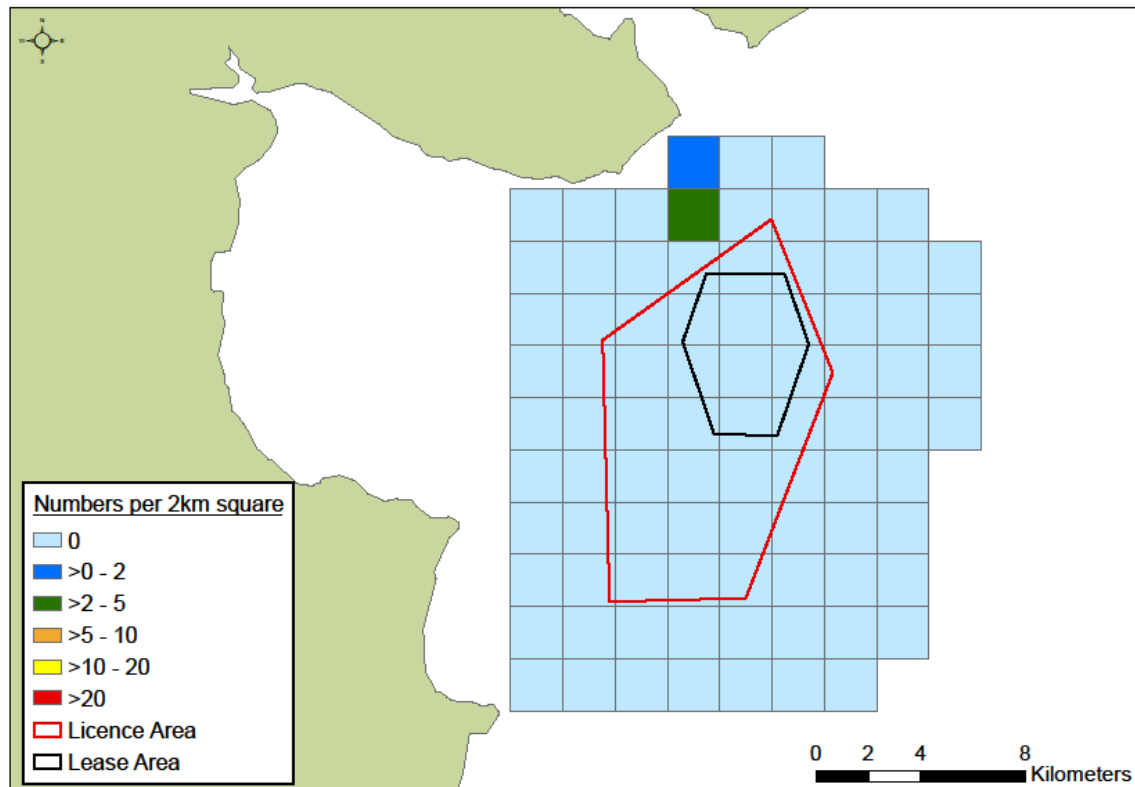 N
Numbers per 2km square
0
>0 - 2
>2 - 5
>5 - 10
>10 - 20
>20
Licence Area
Lease Area
0 2 4 8
Kilometers